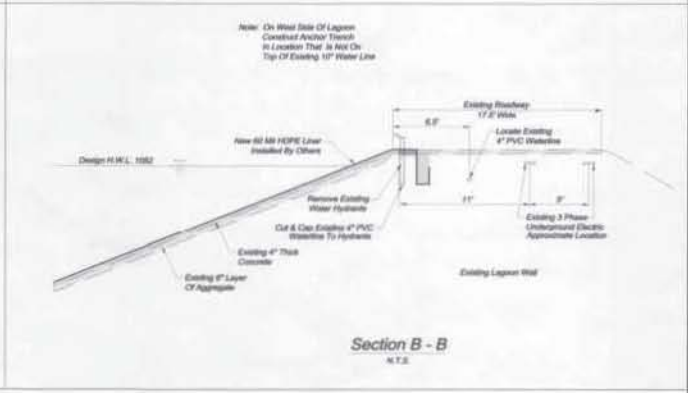 Note: On West Side Of Lagoon
Construct Anchor Trench
In Location That Is Not On
Top Of Existing 10" Water Line
Existing Roadway
17.6' Wide
6.5'
Locate Existing
4" PVC Waterline
New 60 Mil HDPE Liner
Installed By Others
Design H.W.L. 1082
Remove Existing
Water Hydrants
11'
5'
Cut & Cap Existing 4" PVC
Waterline To Hydrants
Existing 3 Phase
Underground Electric
Approximate Location
Existing 4" Thick
Concrete
Existing 6" Layer
Of Aggregate
Existing Lagoon Wall
Section B - B
N.T.S.